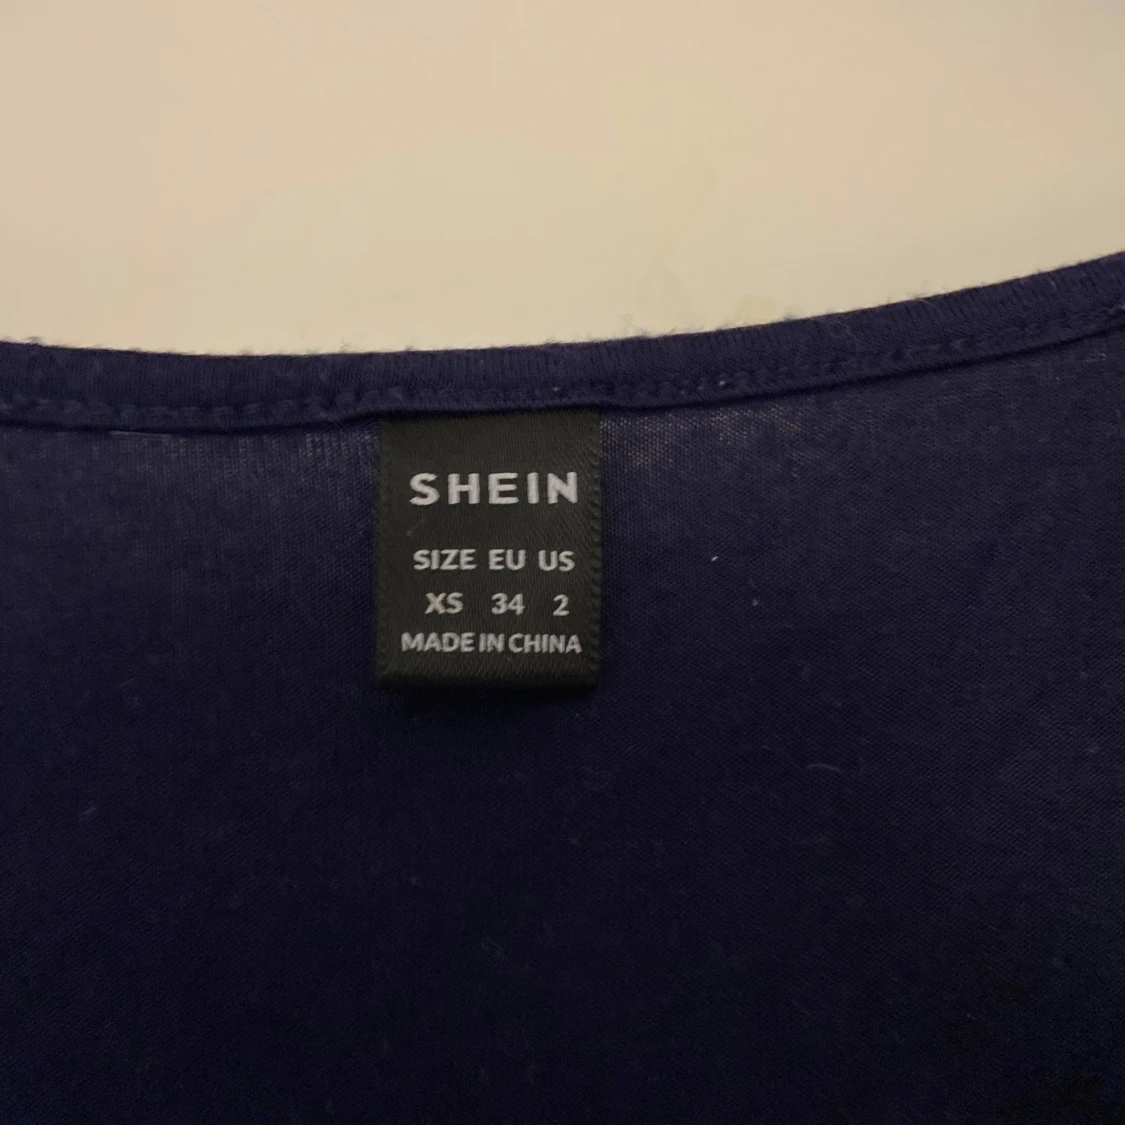 SHEIN
SIZE EU US
XS 34 2
MADE IN CHINA